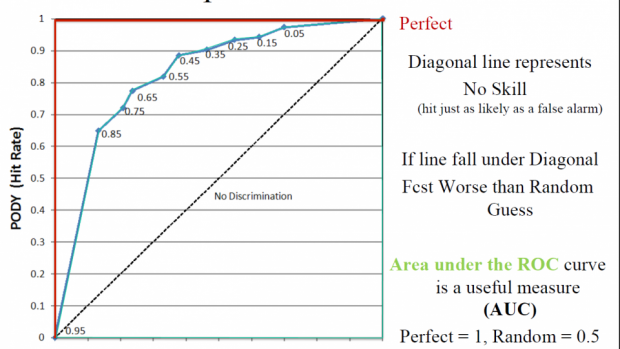 Perfect
Diagonal line represents
No Skill
(hit just as likely as a false alarm)
If line fall under Diagonal
Fcst Worse than Random
Guess
Area under the ROC curve
is a useful measure
(AUC)
Perfect = 1, Random = 0.5
PODY (Hit Rate)
1
0.9
0.8
0.7
0.6
0.5
0.4
0.3
0.2
0.1
0
0.05
0.15
0.25
0.35
0.45
0.55
0.65
0.75
0.85
0.95
No Discrimination